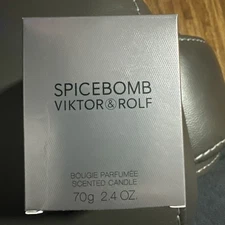 SPICEBOMB
VIKTOR&ROLF
BOUGIE PARFUMÉE
SCENTED CANDLE
70g 2.4 OZ.